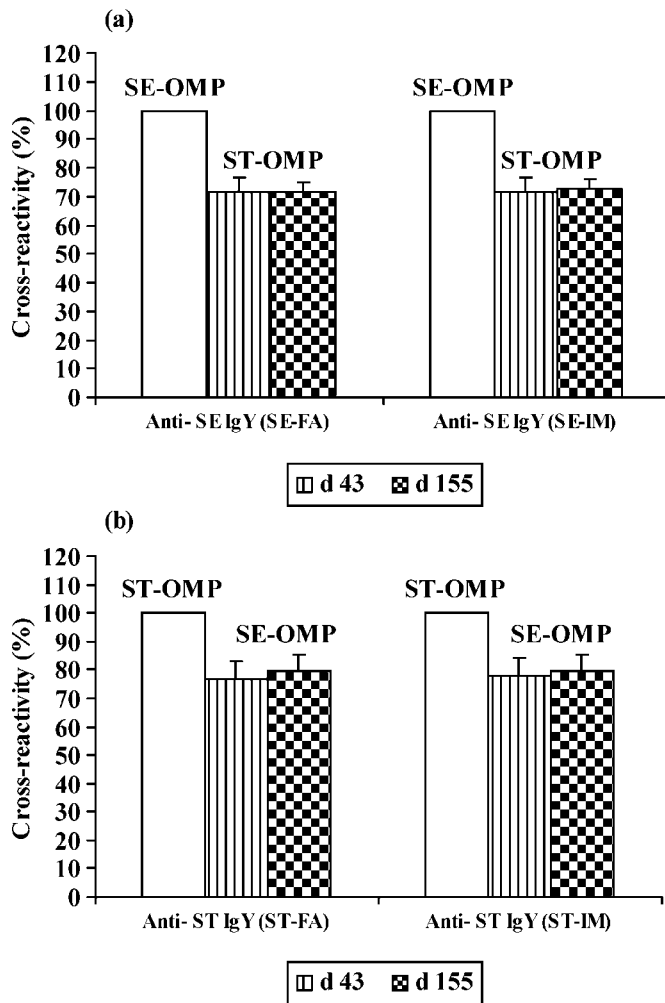 (a)
120
110
100
90
80
70
60
50
40
30
20
10
0
Cross-reactivity (%)
SE-OMP
ST-OMP
SE-OMP
ST-OMP
Anti- SE IgY (SE-FA)
Anti- SE IgY (SE-IM)
d 43 d 155
(b)
120
110
100
90
80
70
60
50
40
30
20
10
0
Cross-reactivity (%)
ST-OMP
SE-OMP
ST-OMP
SE-OMP
Anti- ST IgY (ST-FA)
Anti- ST IgY (ST-IM)
d 43 d 155